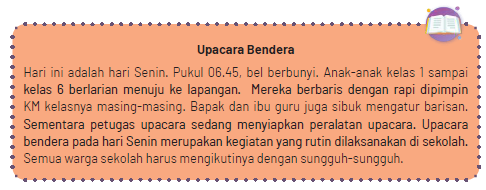 Upacara Bendera
Hari ini adalah hari Senin. Pukul 06.45, bel berbunyi. Anak-anak kelas 1 sampai
kelas 6 berlarian menuju ke lapangan. Mereka berbaris dengan rapi dipimpin
KM kelasnya masing-masing. Bapak dan ibu guru juga sibuk mengatur barisan.
Sementara petugas upacara sedang menyiapkan peralatan upacara. Upacara
bendera pada hari Senin merupakan kegiatan yang rutin dilaksanakan di sekolah.
Semua warga sekolah harus mengikutinya dengan sungguh-sungguh.